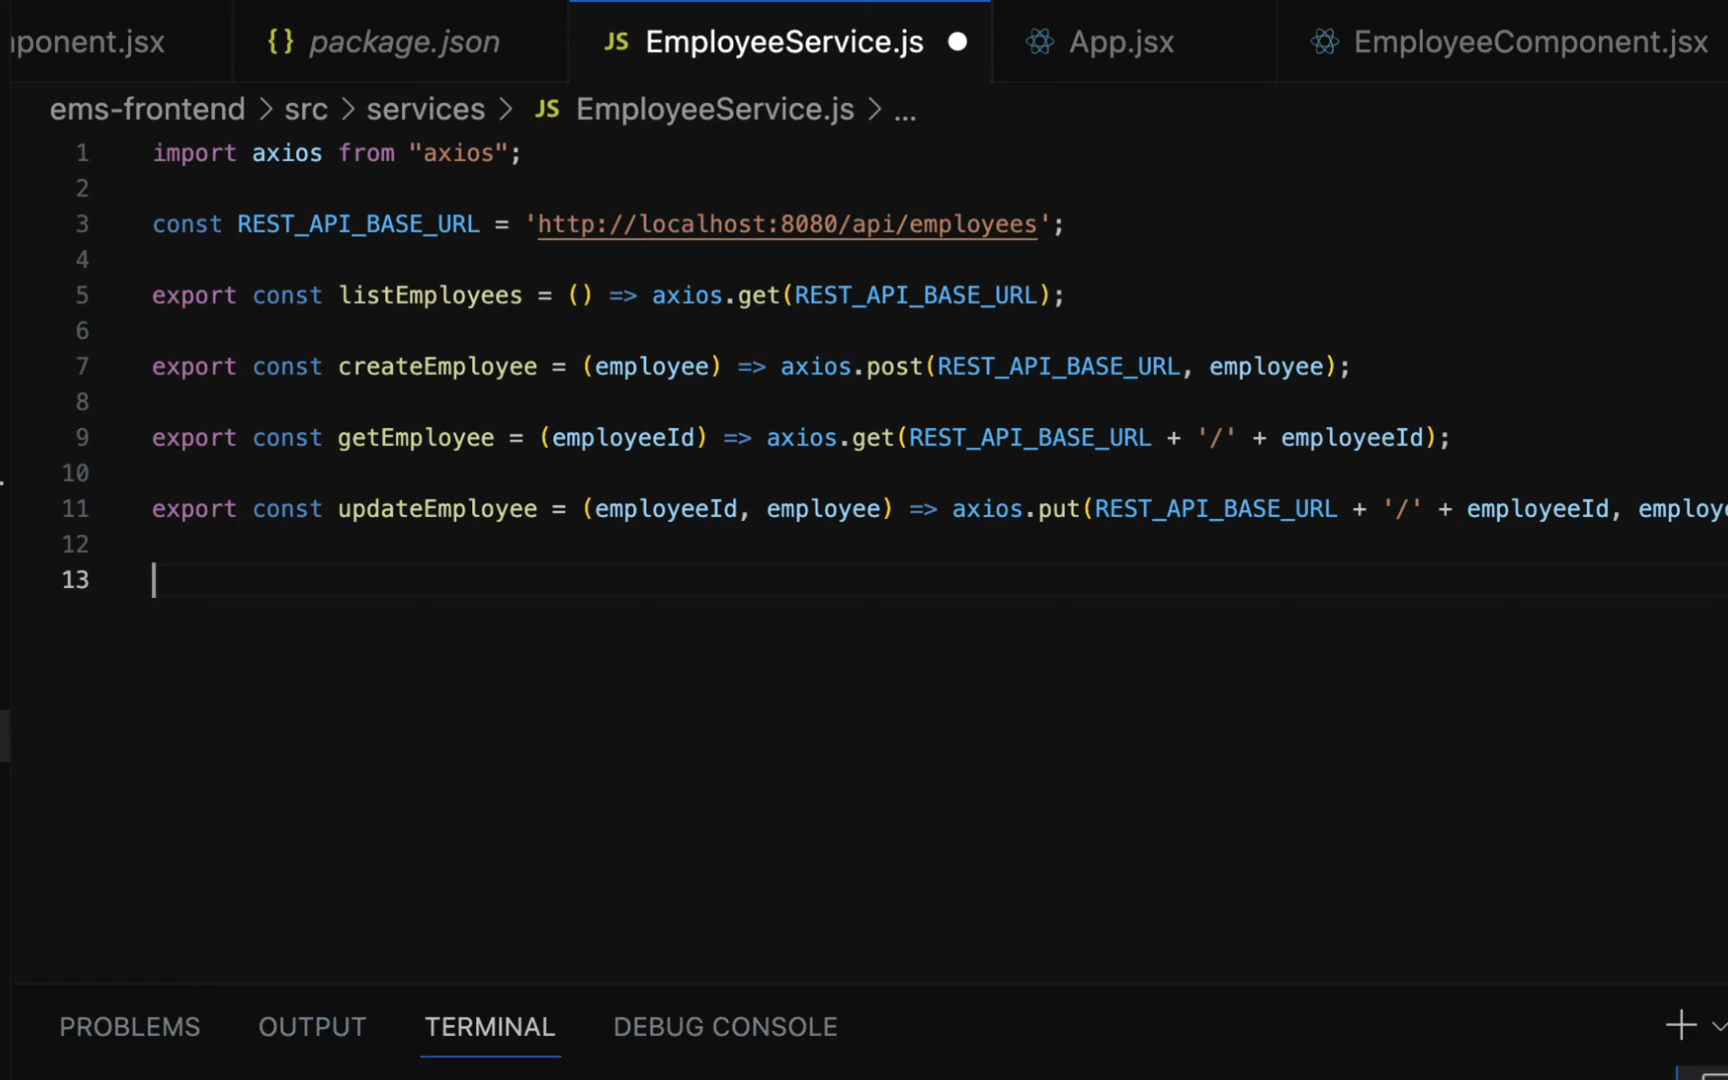 ponent.jsx {} package.json JS EmployeeService.js App.jsx EmployeeComponent.jsx
ems-frontend > src > services > JS EmployeeService.js > ...
1 import axios from "axios";
2
3 const REST_API_BASE_URL = 'http://localhost:8080/api/employees';
4
5 export const listEmployees = () => axios.get(REST_API_BASE_URL);
6
7 export const createEmployee = (employee) => axios.post(REST_API_BASE_URL, employee);
8
9 export const getEmployee = (employeeId) => axios.get(REST_API_BASE_URL + '/' + employeeId);
10
11 export const updateEmployee = (employeeId, employee) => axios.put(REST_API_BASE_URL + '/' + employeeId, employ
12
13
PROBLEMS OUTPUT TERMINAL DEBUG CONSOLE